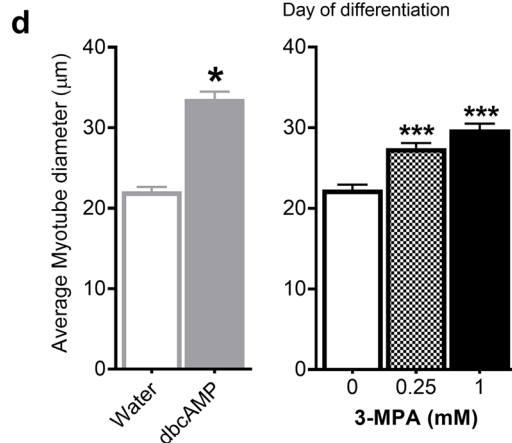 Day of differentiation
d
Average Myotube diameter (μm)
40
30
20
10
0
*
Water
dbcAMP
40
30
20
10
0
***
***
0 0.25 1
3-MPA (mM)